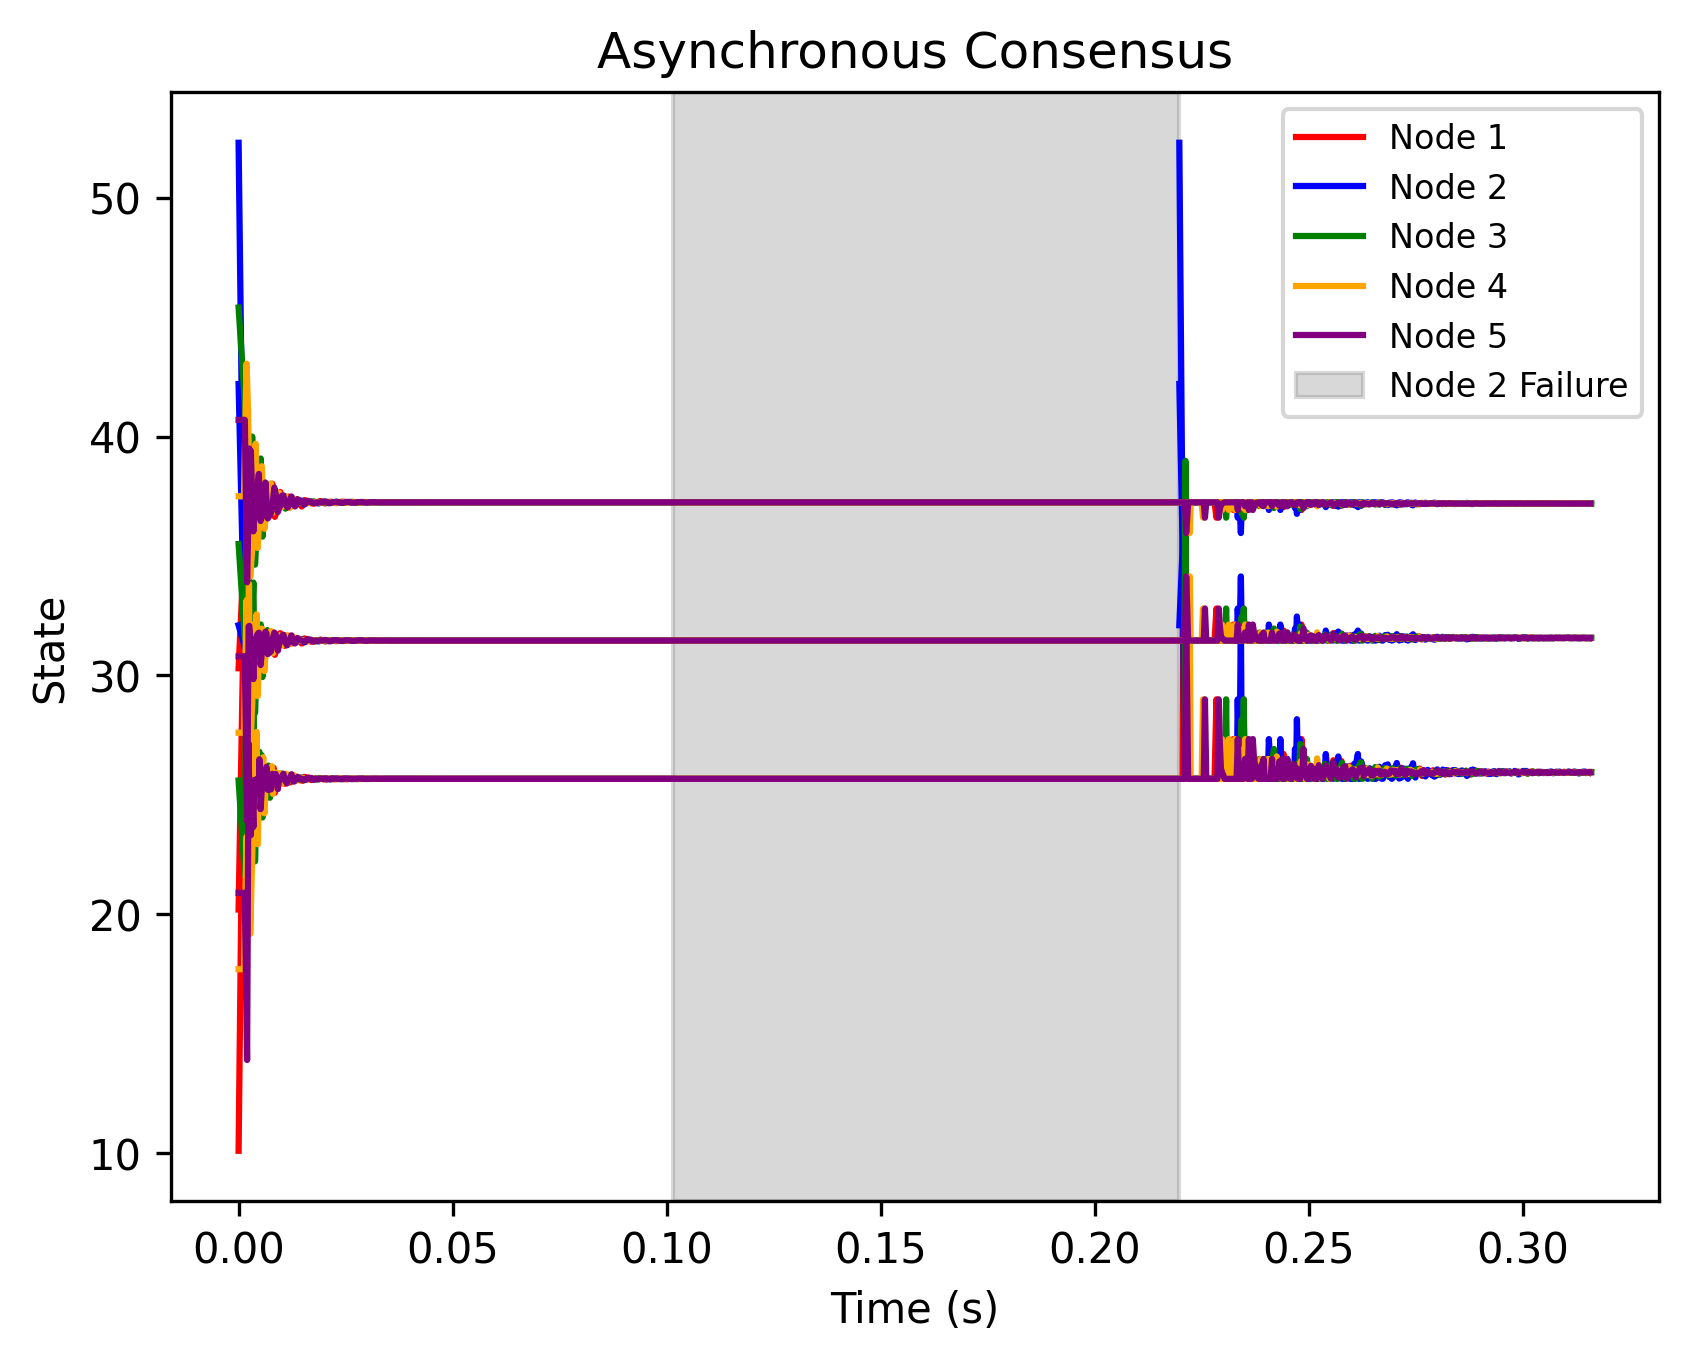 Asynchronous Consensus
State
50
40
30
20
10
0.00 0.05 0.10 0.15 0.20 0.25 0.30
Time (s)
Node 1
Node 2
Node 3
Node 4
Node 5
Node 2 Failure